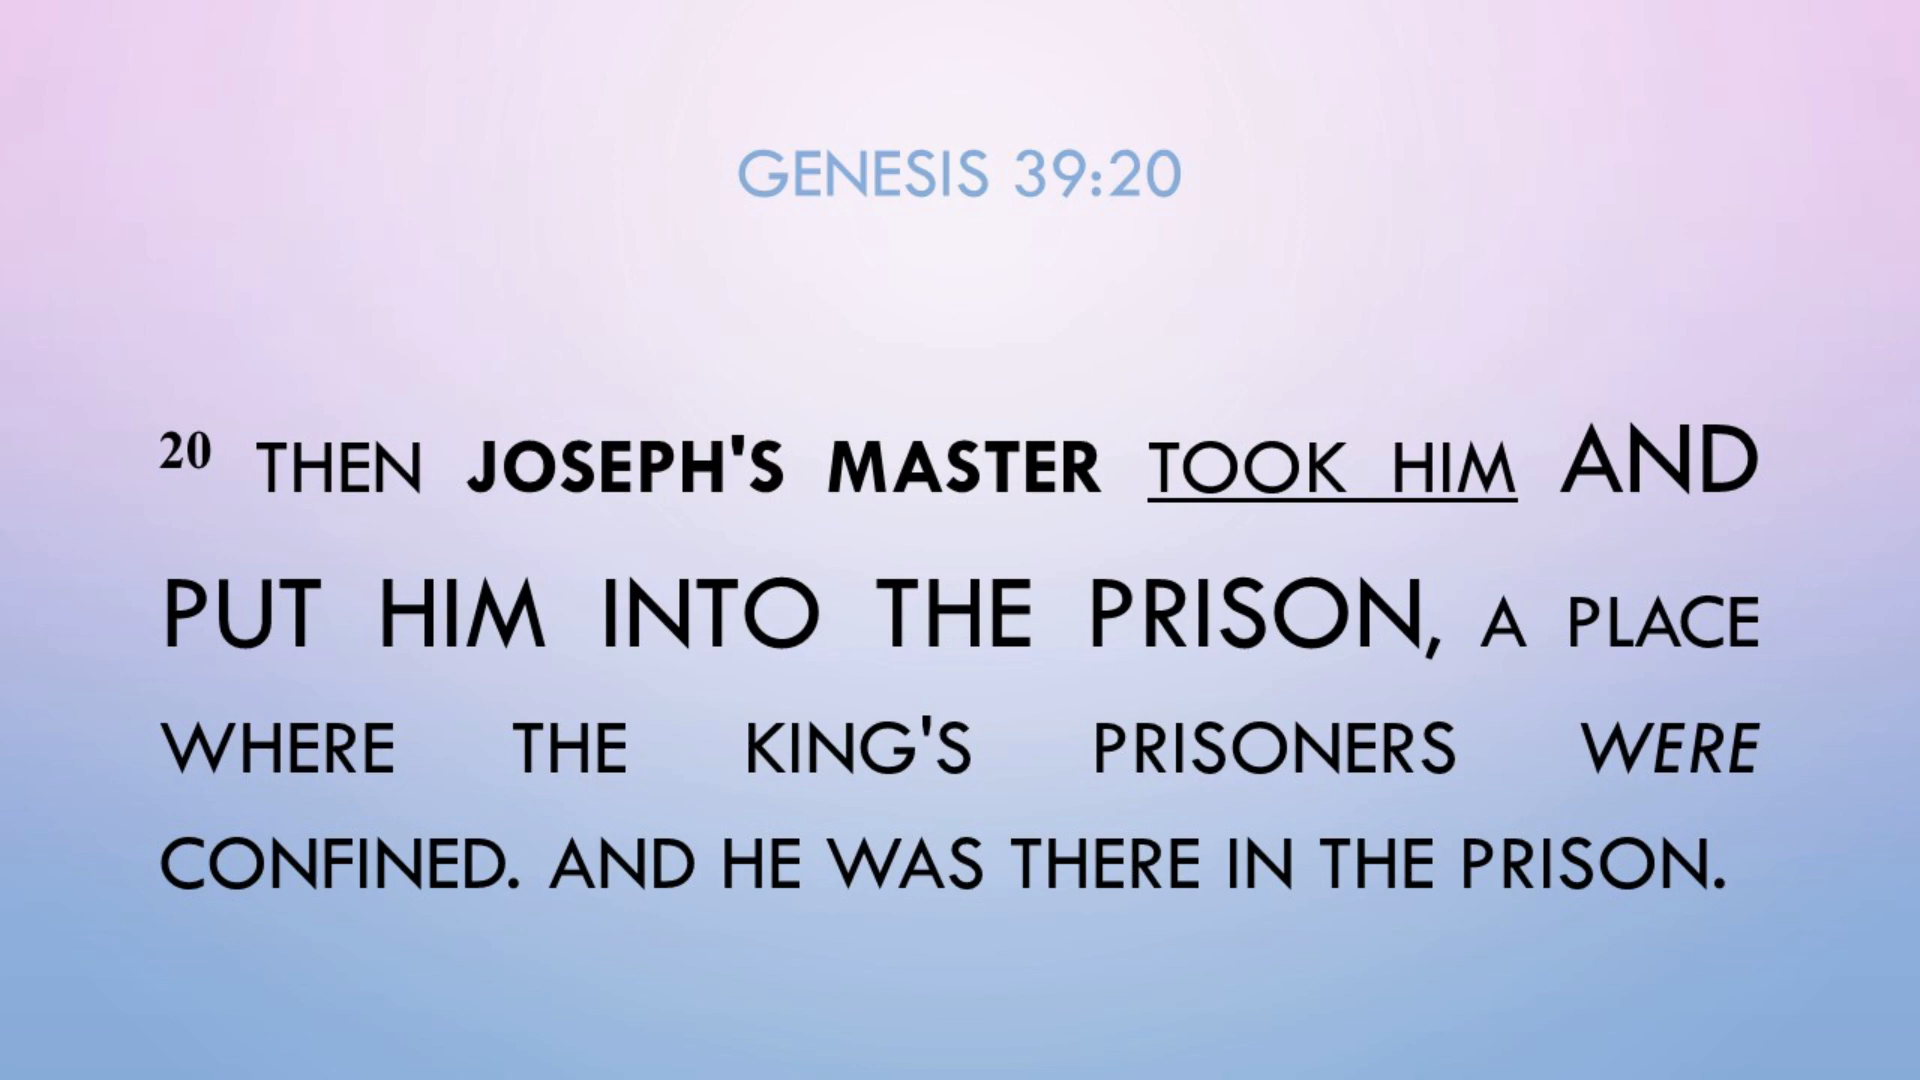 GENESIS 39:20
20 THEN JOSEPH'S MASTER TOOK HIM AND
PUT HIM INTO THE PRISON, A PLACE
WHERE THE KING'S PRISONERS WERE
CONFINED. AND HE WAS THERE IN THE PRISON.